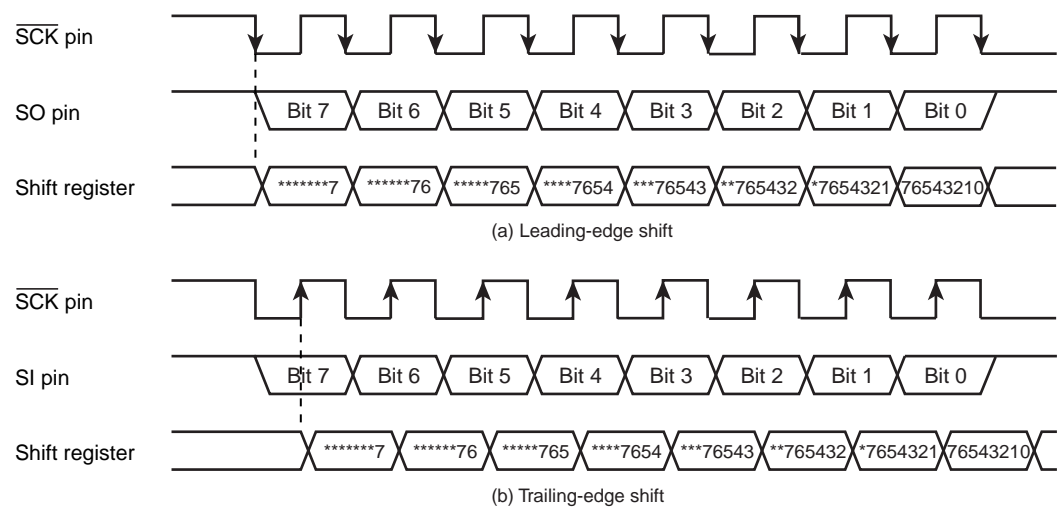 S̅C̅K̅ pin
SO pin Bit 7 Bit 6 Bit 5 Bit 4 Bit 3 Bit 2 Bit 1 Bit 0
Shift register *******7 ******76 *****765 ****7654 ***76543 **765432 *7654321 76543210
(a) Leading-edge shift
S̅C̅K̅ pin
SI pin Bit 7 Bit 6 Bit 5 Bit 4 Bit 3 Bit 2 Bit 1 Bit 0
Shift register *******7 ******76 *****765 ****7654 ***76543 **765432 *7654321 76543210
(b) Trailing-edge shift